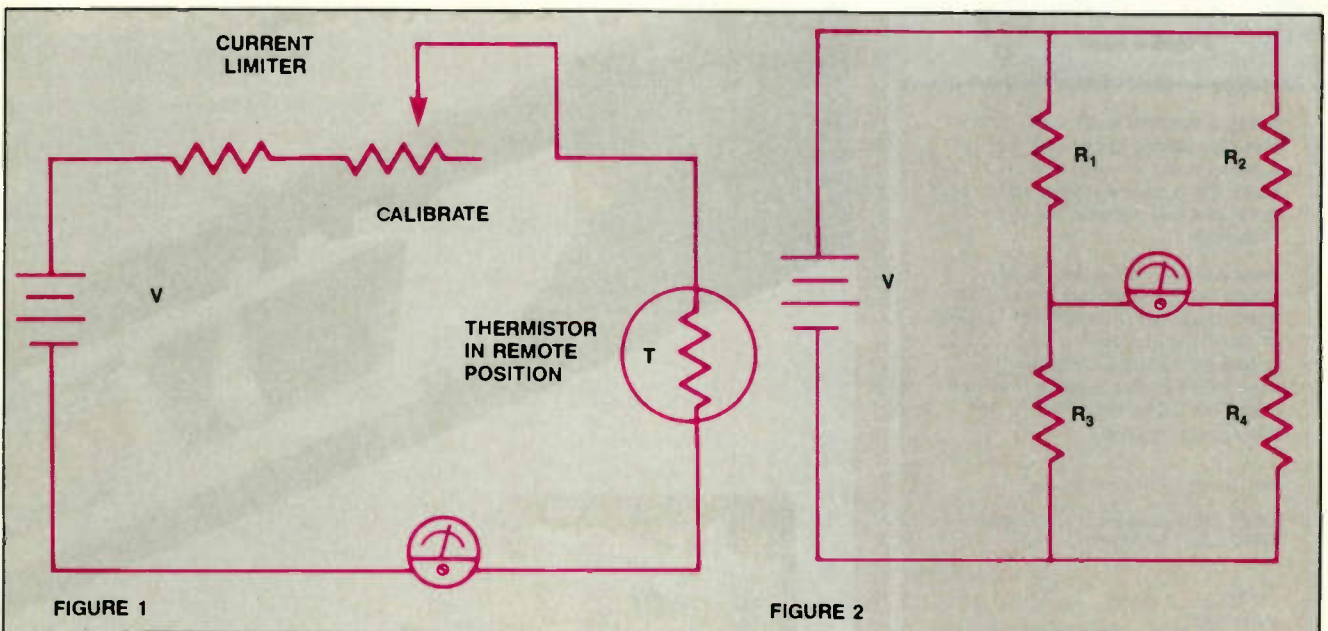 CURRENT
LIMITER
CALIBRATE
V
THERMISTOR
IN REMOTE
POSITION
T
FIGURE 1
R₁
R₂
V
R₃
R₄
FIGURE 2